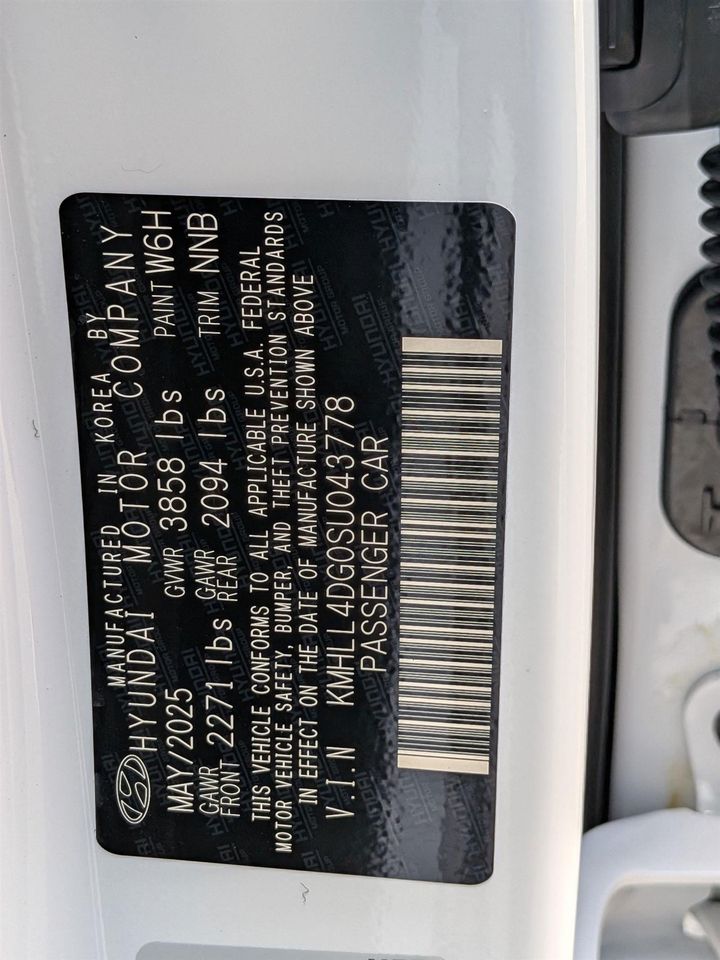 MANUFACTURED IN KOREA BY
HYUNDAI MOTOR COMPANY
MAY/2025 GVWR 3858 lbs PAINT W6H
GAWR FRONT 2271 lbs GAWR REAR 2094 lbs TRIM NNB
THIS VEHICLE CONFORMS TO ALL APPLICABLE U.S.A. FEDERAL
MOTOR VEHICLE SAFETY, BUMPER, AND THEFT PREVENTION STANDARDS
IN EFFECT ON THE DATE OF MANUFACTURE SHOWN ABOVE
V.I.N KMHLL4DG0SU043778
PASSENGER CAR